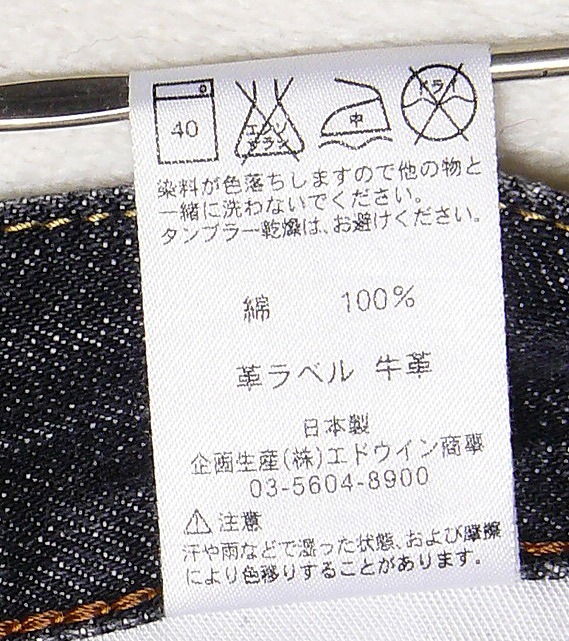 40 エンソ サラシ 中 ドライ
染料が色落ちしますので他の物と
一緒に洗わないでください。
タンブラー乾燥は、お避けください。
綿 100%
革ラベル 牛革
日本製
企画生産(株)エドウイン商事
03-5604-8900
注意
汗や雨などで湿った状態、および摩擦
により色移りすることがあります。